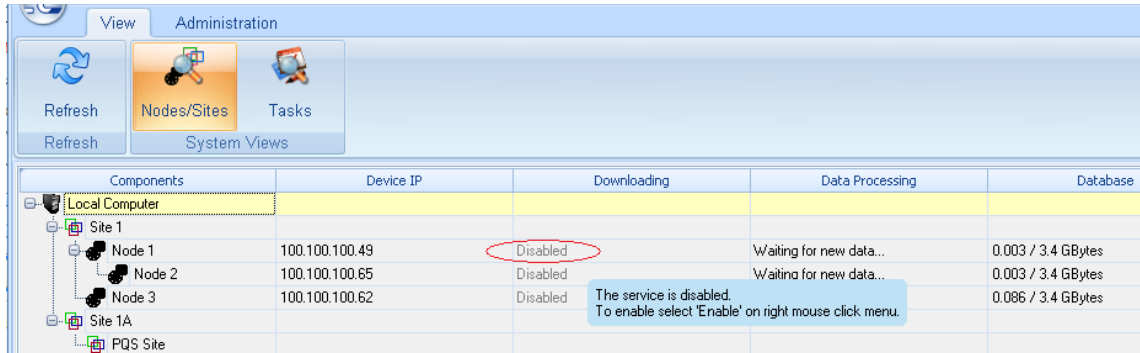 View Administration
Refresh Nodes/Sites Tasks
Refresh System Views
Components Device IP Downloading Data Processing Database
Local Computer
Site 1
Node 1 100.100.100.49 Disabled Waiting for new data... 0.003 / 3.4 GBytes
Node 2 100.100.100.65 Disabled Waiting for new data... 0.003 / 3.4 GBytes
Node 3 100.100.100.62 Disabled 0.086 / 3.4 GBytes
The service is disabled.
To enable select 'Enable' on right mouse click menu.
Site 1A
PQS Site